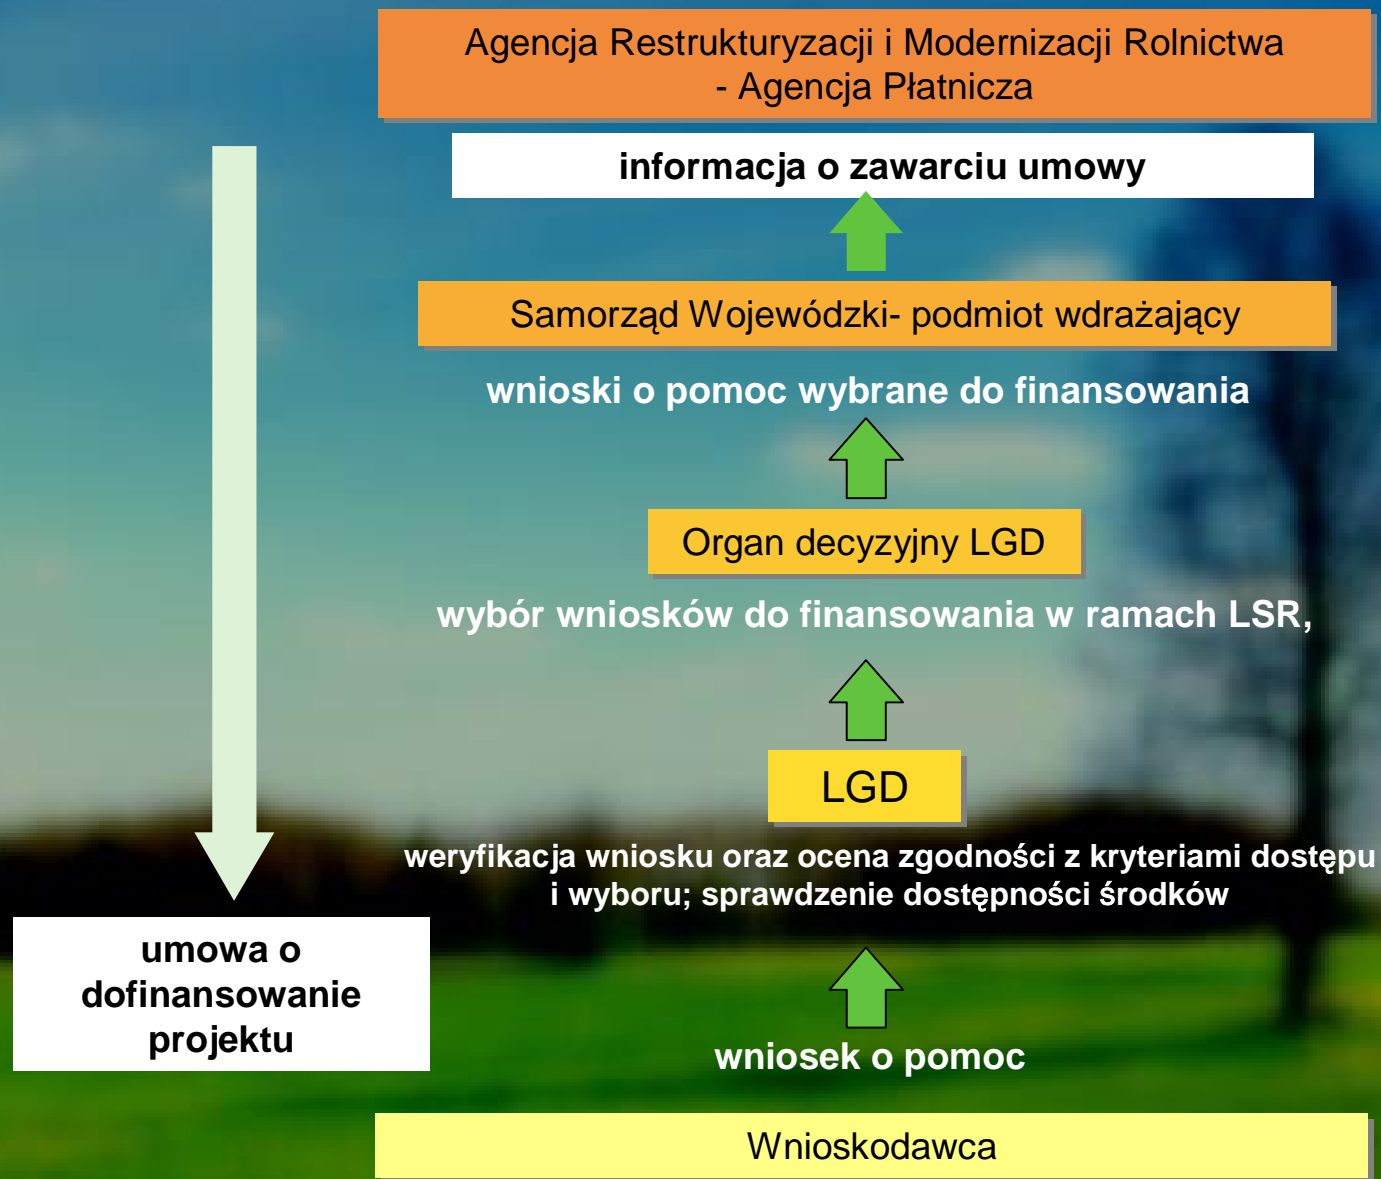 Agencja Restrukturyzacji i Modernizacji Rolnictwa
- Agencja Płatnicza
informacja o zawarciu umowy
Samorząd Wojewódzki- podmiot wdrażający
wnioski o pomoc wybrane do finansowania
Organ decyzyjny LGD
wybór wniosków do finansowania w ramach LSR,
LGD
weryfikacja wniosku oraz ocena zgodności z kryteriami dostępu
i wyboru; sprawdzenie dostępności środków
umowa o
dofinansowanie
projektu
wniosek o pomoc
Wnioskodawca